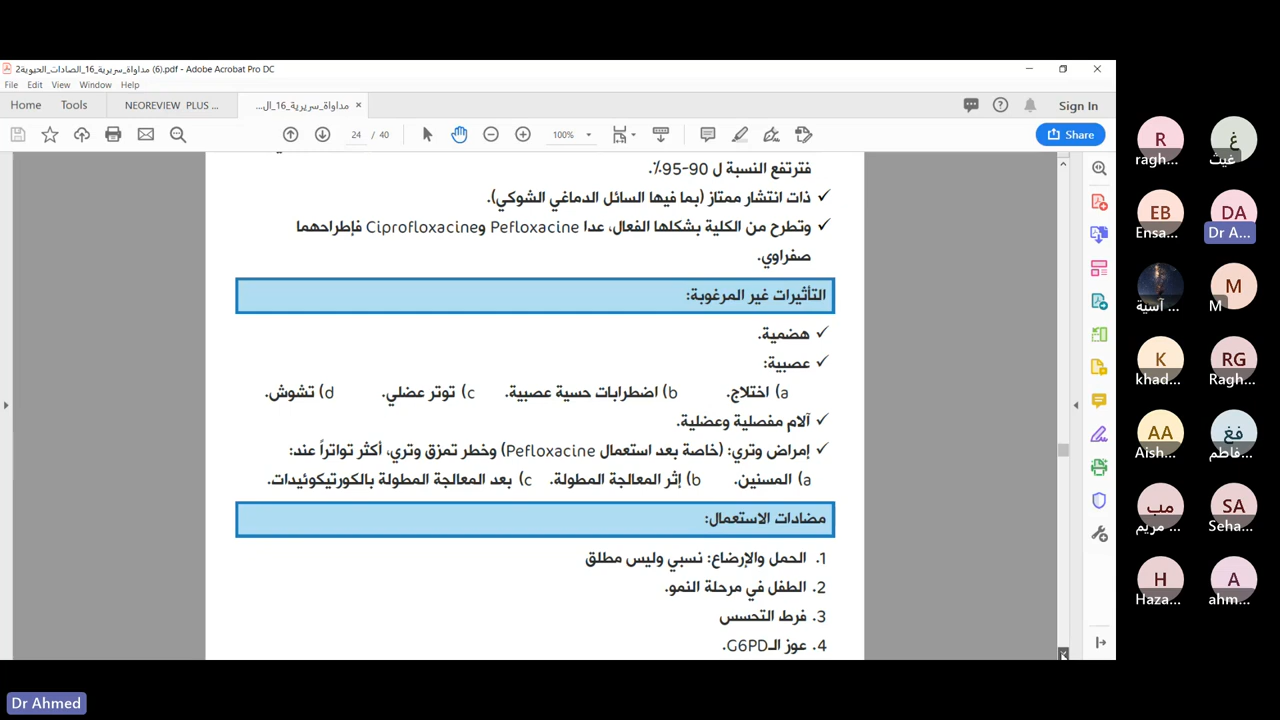 مداواة_سريرية_16_الصادات_الحيوية2 (6).pdf - Adobe Acrobat Pro DC
File Edit View Window Help
Home Tools NEOREVIEW PLUS ... مداواة_سريرية_16_ال... ×
Sign In
24 / 40 100% Share
فترتفع النسبة ل 90-95٪.
✓ ذات انتشار ممتاز (بما فيها السائل الدماغي الشوكي).
✓ وتطرح من الكلية بشكلها الفعال، عدا Pefloxacine وCiprofloxacine فإطراحهما
صفراوي.
التأثيرات غير المرغوبة:
✓ هضمية.
✓ عصبية:
a) اختلاج. b) اضطرابات حسية عصبية. c) توتر عضلي. d) تشوش.
✓ آلام مفصلية وعضلية.
✓ إمراض وتري: (خاصة بعد استعمال Pefloxacine) وخطر تمزق وتري، أكثر تواتراً عند:
a) المسنين. b) إثر المعالجة المطولة. c) بعد المعالجة المطولة بالكورتيكوئيدات.
مضادات الاستعمال:
1. الحمل والإرضاع: نسبي وليس مطلق
2. الطفل في مرحلة النمو.
3. فرط التحسس
4. عوز الـG6PD.
R غ
ragh... غيث
EB DA
Ensa... Dr A...
M
آسية ... M
K RG
khad... Ragh...
AA فغ
Aish... فاطم...
مب SA
مريم ... Seha...
H A
Haza... ahm...
Dr Ahmed